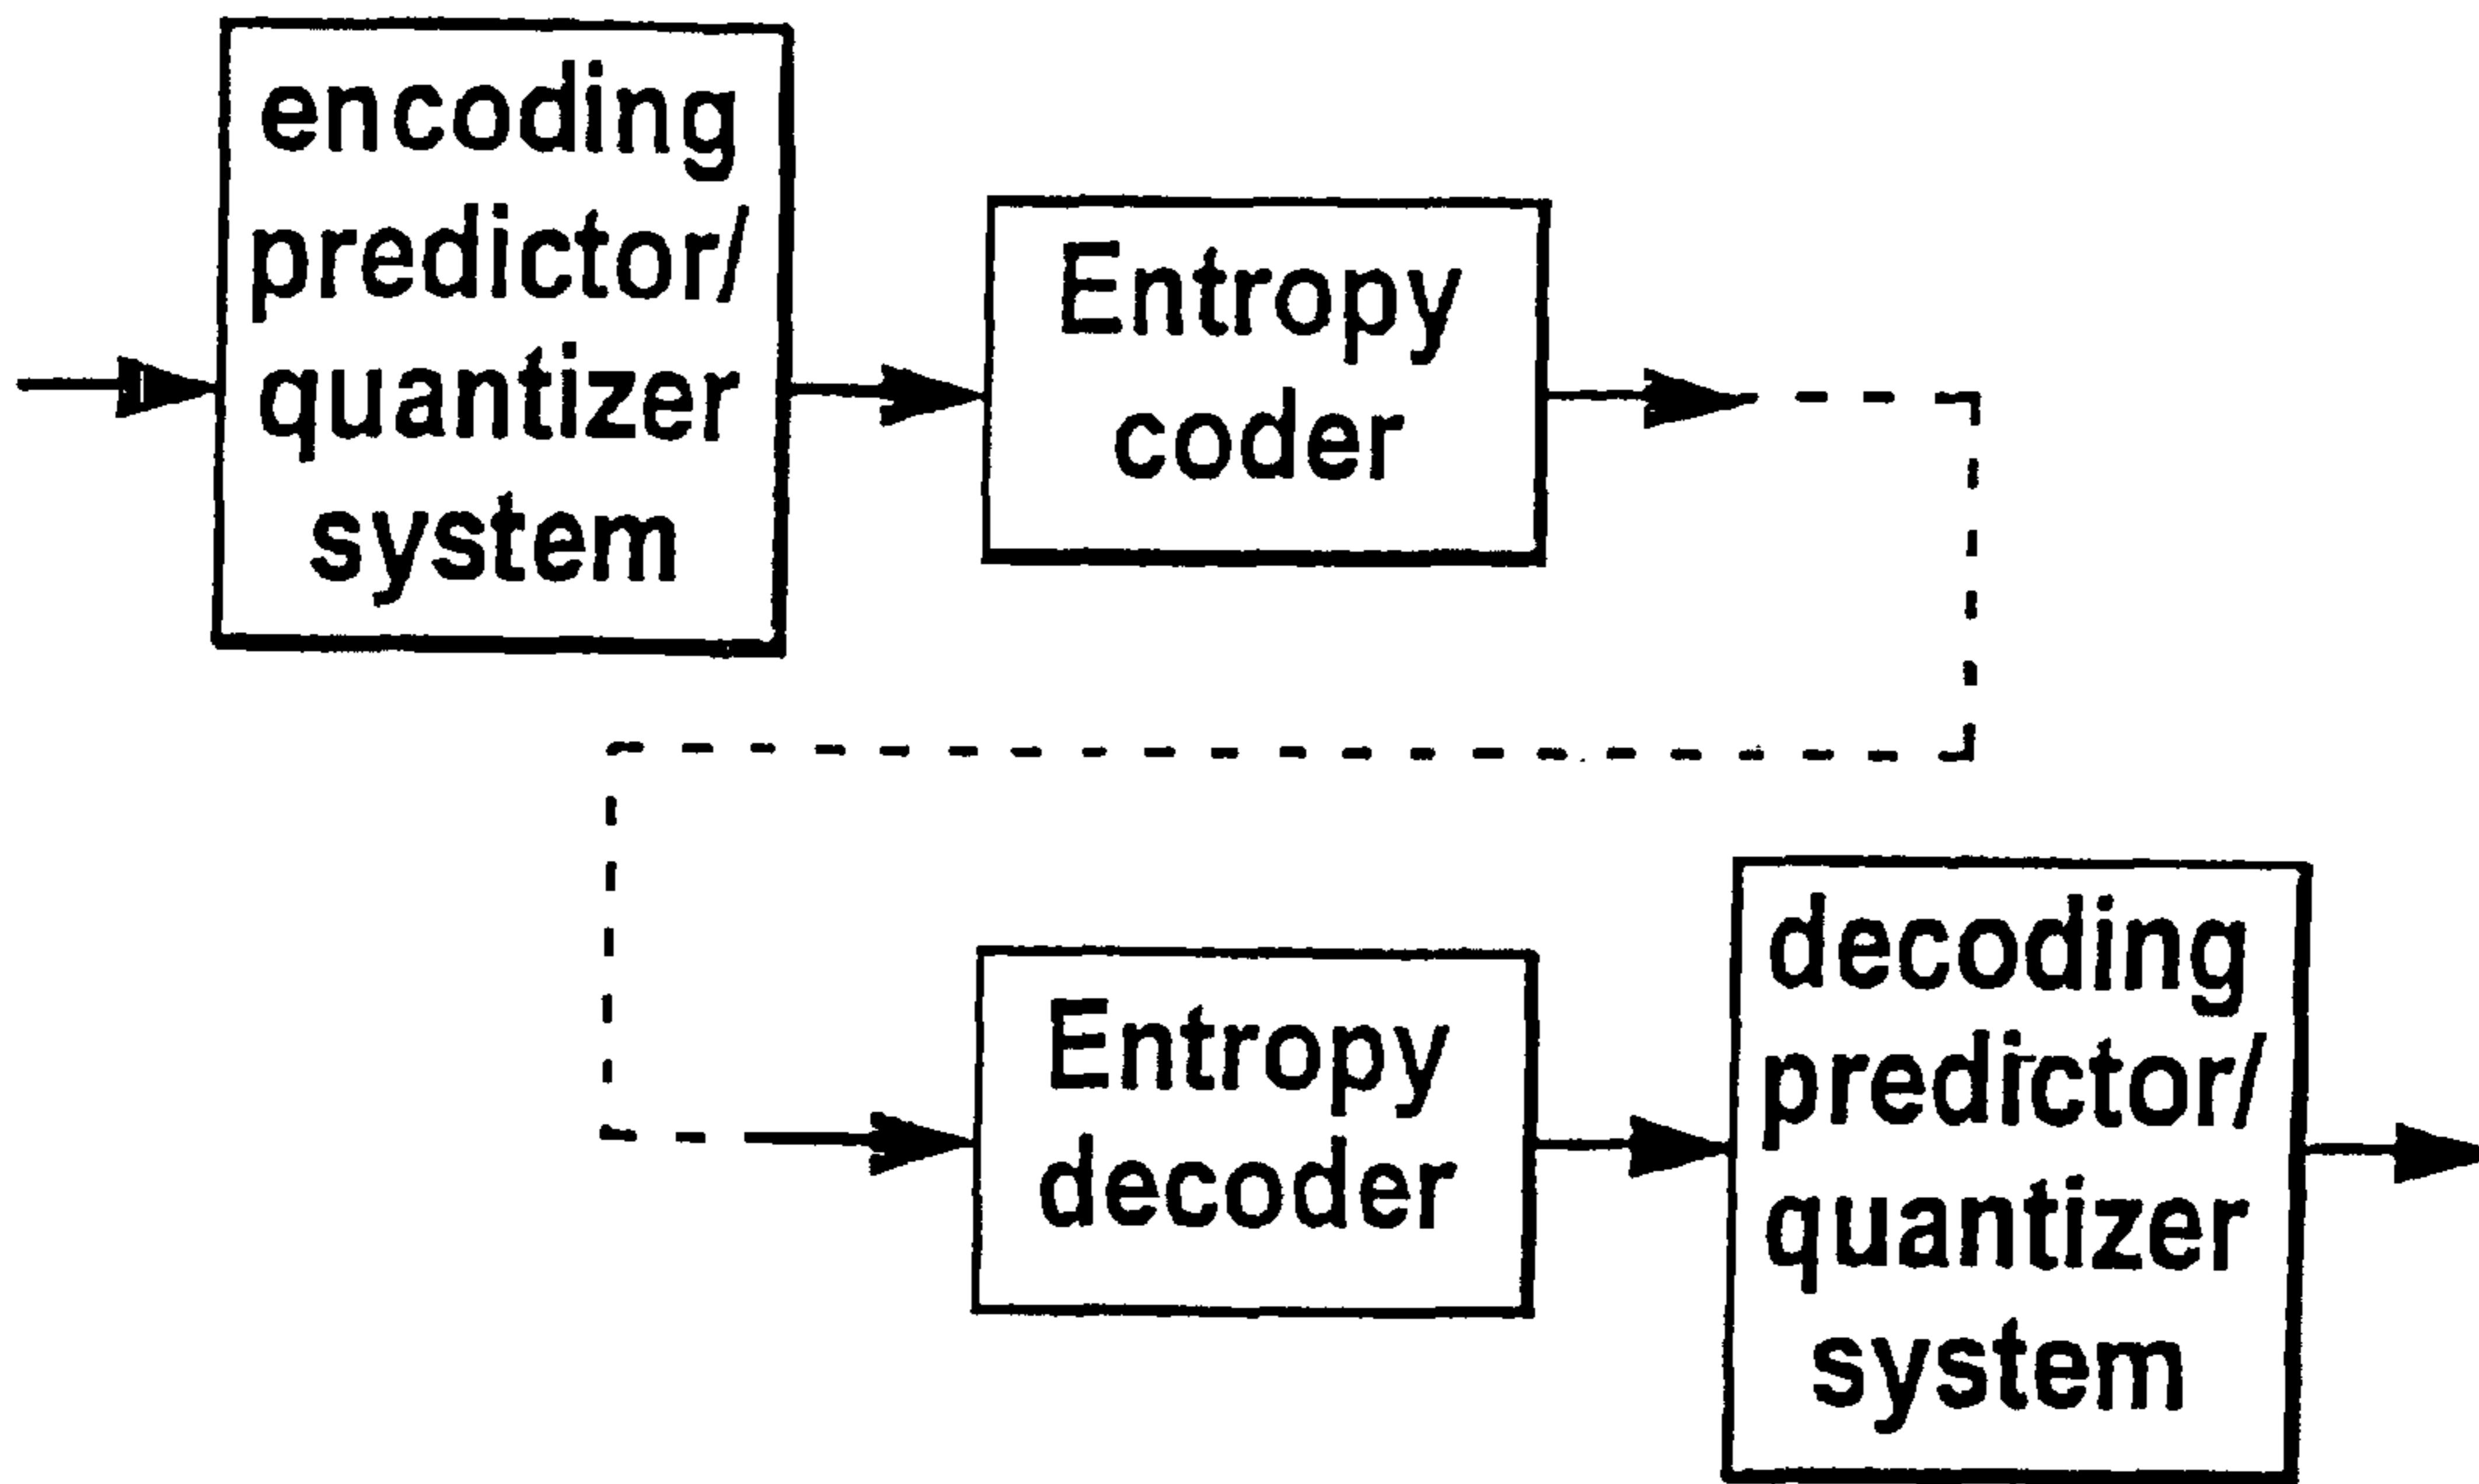 encoding
predictor/
quantizer
system
Entropy
coder
Entropy
decoder
decoding
predictor/
quantizer
system